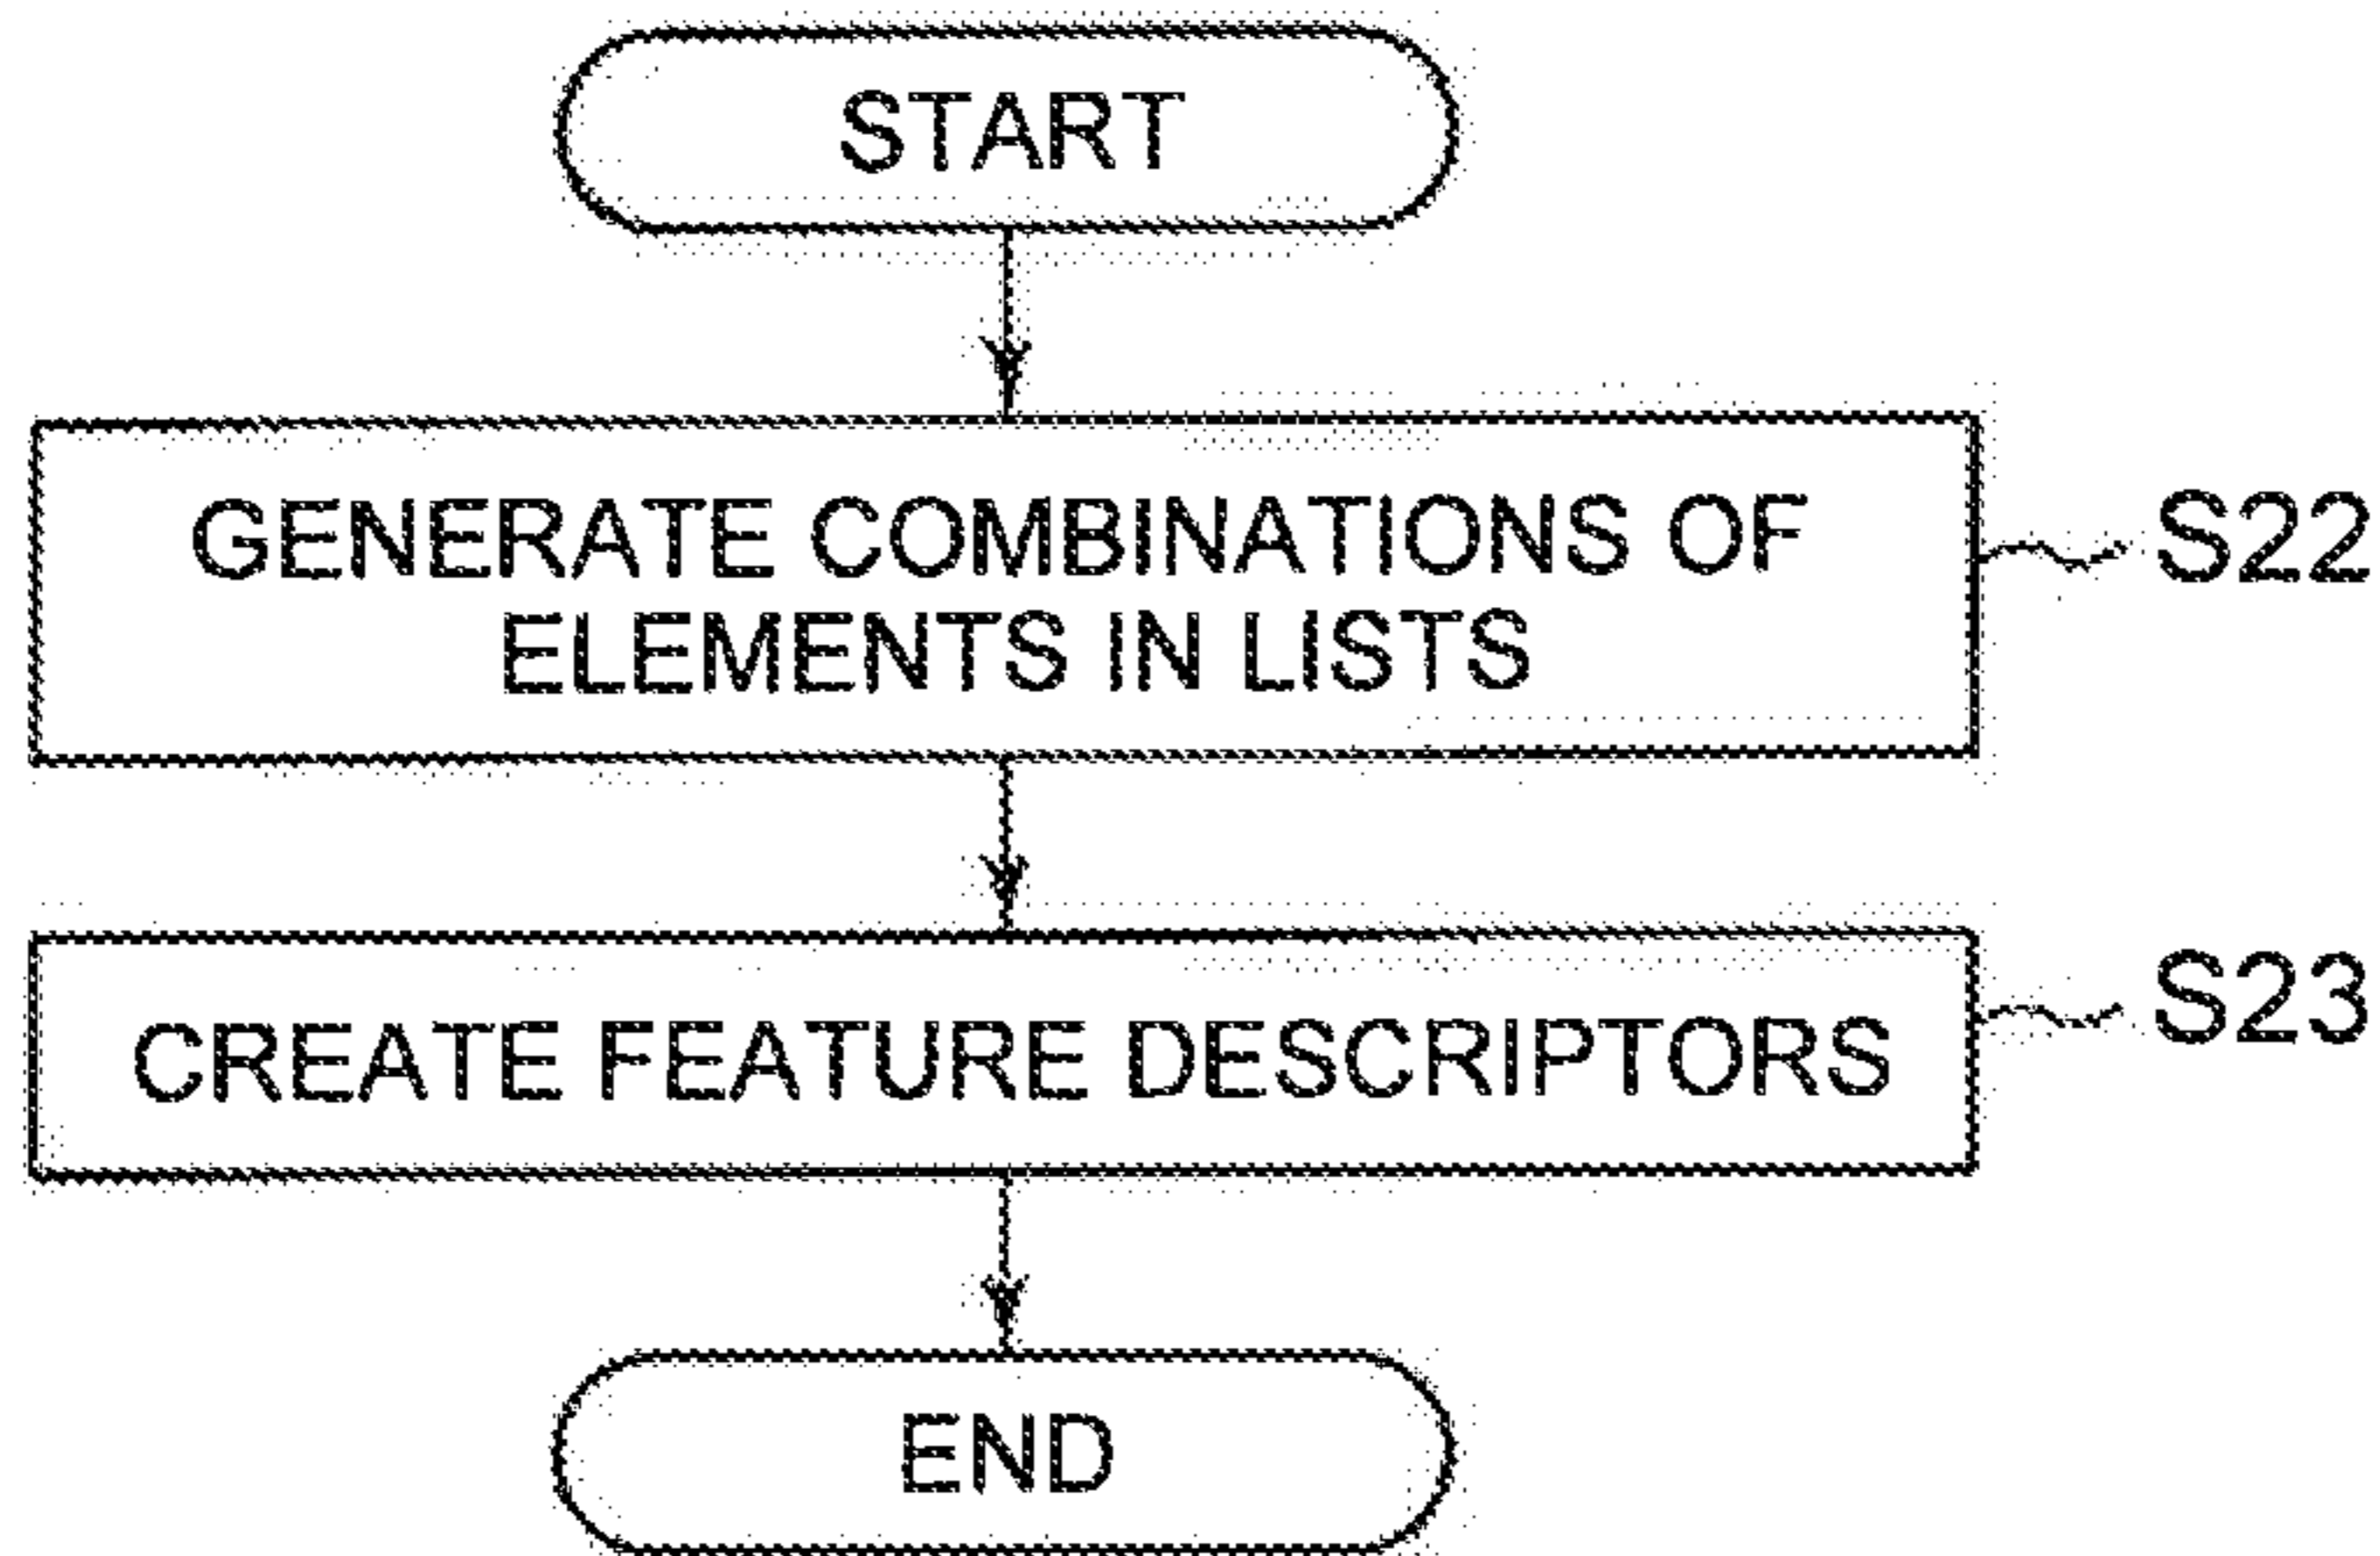 START
GENERATE COMBINATIONS OF
ELEMENTS IN LISTS
S22
CREATE FEATURE DESCRIPTORS
S23
END